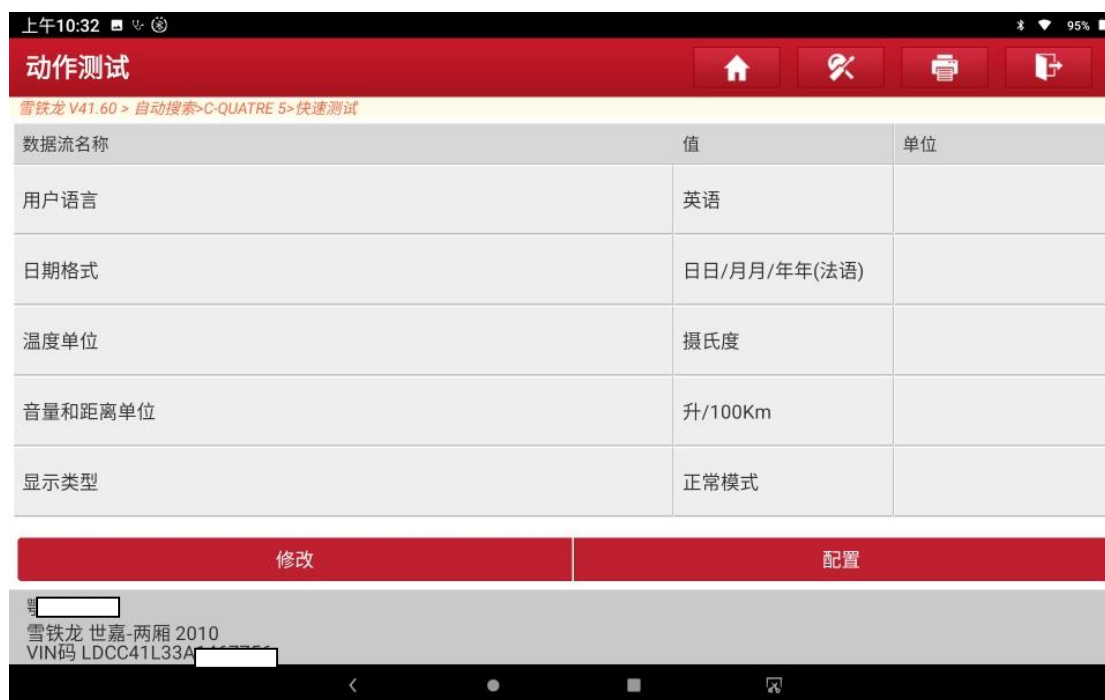 上午10:32
95%
动作测试
雪铁龙 V41.60 > 自动搜索>C-QUATRE 5>快速测试
数据流名称 值 单位
用户语言 英语
日期格式 日日/月月/年年(法语)
温度单位 摄氏度
音量和距离单位 升/100Km
显示类型 正常模式
修改 配置
鄂
雪铁龙 世嘉-两厢 2010
VIN码 LDCC41L33A